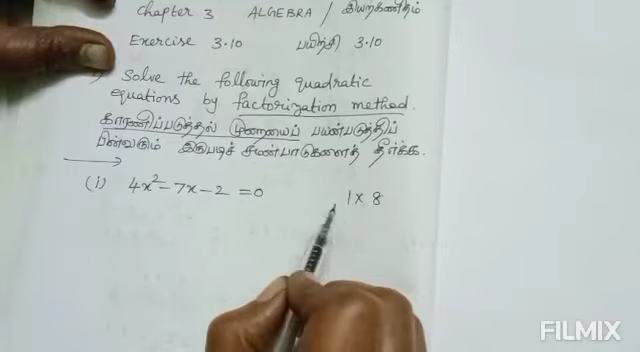 Chapter 3 ALGEBRA / இயற்கணிதம்
Exercise 3.10 பயிற்சி 3.10
Solve the following quadratic
equations by factorization method.
காரணிப்படுத்தல் முறையைப் பயன்படுத்திப்
பின்வரும் இருபடிச் சமன்பாடுகளைத் தீர்க்க.
(i) 4x² - 7x - 2 = 0
1 x 8
FILMIX